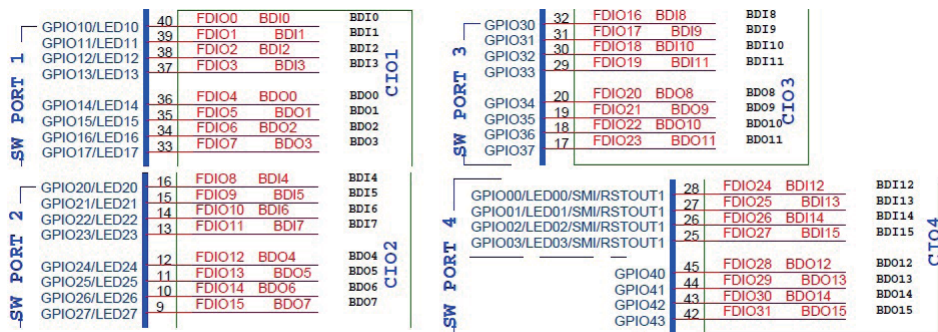 SW PORT 1
GPIO10/LED10 40 FDIO0 BDI0 BDI0
GPIO11/LED11 39 FDIO1 BDI1 BDI1
GPIO12/LED12 38 FDIO2 BDI2 BDI2
GPIO13/LED13 37 FDIO3 BDI3 BDI3
GPIO14/LED14 36 FDIO4 BDO0 BDO0
GPIO15/LED15 35 FDIO5 BDO1 BDO1
GPIO16/LED16 34 FDIO6 BDO2 BDO2
GPIO17/LED17 33 FDIO7 BDO3 BDO3
CIO1
SW PORT 2
GPIO20/LED20 16 FDIO8 BDI4 BDI4
GPIO21/LED21 15 FDIO9 BDI5 BDI5
GPIO22/LED22 14 FDIO10 BDI6 BDI6
GPIO23/LED23 13 FDIO11 BDI7 BDI7
GPIO24/LED24 12 FDIO12 BDO4 BDO4
GPIO25/LED25 11 FDIO13 BDO5 BDO5
GPIO26/LED26 10 FDIO14 BDO6 BDO6
GPIO27/LED27 9 FDIO15 BDO7 BDO7
CIO2
SW PORT 3
GPIO30 32 FDIO16 BDI8 BDI8
GPIO31 31 FDIO17 BDI9 BDI9
GPIO32 30 FDIO18 BDI10 BDI10
GPIO33 29 FDIO19 BDI11 BDI11
GPIO34 20 FDIO20 BDO8 BDO8
GPIO35 19 FDIO21 BDO9 BDO9
GPIO36 18 FDIO22 BDO10 BDO10
GPIO37 17 FDIO23 BDO11 BDO11
CIO3
SW PORT 4
GPIO00/LED00/SMI/RSTOUT1 28 FDIO24 BDI12 BDI12
GPIO01/LED01/SMI/RSTOUT1 27 FDIO25 BDI13 BDI13
GPIO02/LED02/SMI/RSTOUT1 26 FDIO26 BDI14 BDI14
GPIO03/LED03/SMI/RSTOUT1 25 FDIO27 BDI15 BDI15
GPIO40 45 FDIO28 BDO12 BDO12
GPIO41 44 FDIO29 BDO13 BDO13
GPIO42 43 FDIO30 BDO14 BDO14
GPIO43 42 FDIO31 BDO15 BDO15
CIO4